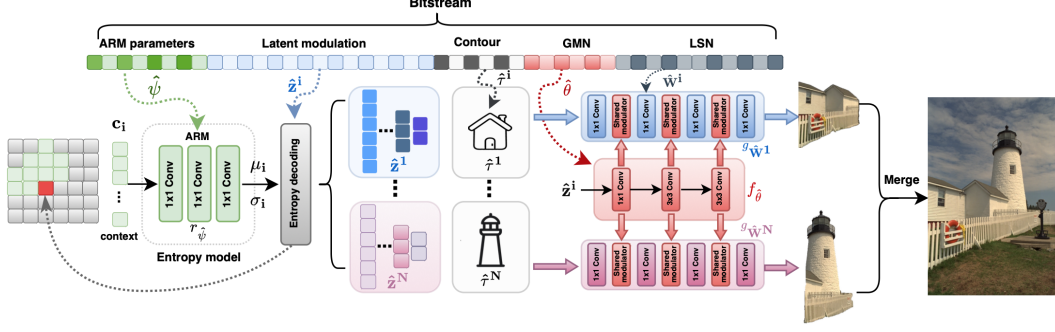 Bitstream
ARM parameters
Latent modulation
Contour
GMN
LSN
ψ̂
ẑⁱ
τ̂ⁱ
θ̂
Ŵⁱ
cᵢ
context
ARM
1x1 Conv
1x1 Conv
1x1 Conv
r_ψ̂
Entropy model
μᵢ
σᵢ
Entropy decoding
ẑ¹
ẑᴺ
τ̂¹
τ̂ᴺ
1x1 Conv
Shared modulator
1x1 Conv
Shared modulator
1x1 Conv
Shared modulator
1x1 Conv
g_Ŵ¹
ẑⁱ
1x1 Conv
3x3 Conv
3x3 Conv
f_θ̂
g_Ŵᴺ
1x1 Conv
Shared modulator
1x1 Conv
Shared modulator
1x1 Conv
Shared modulator
1x1 Conv
Merge